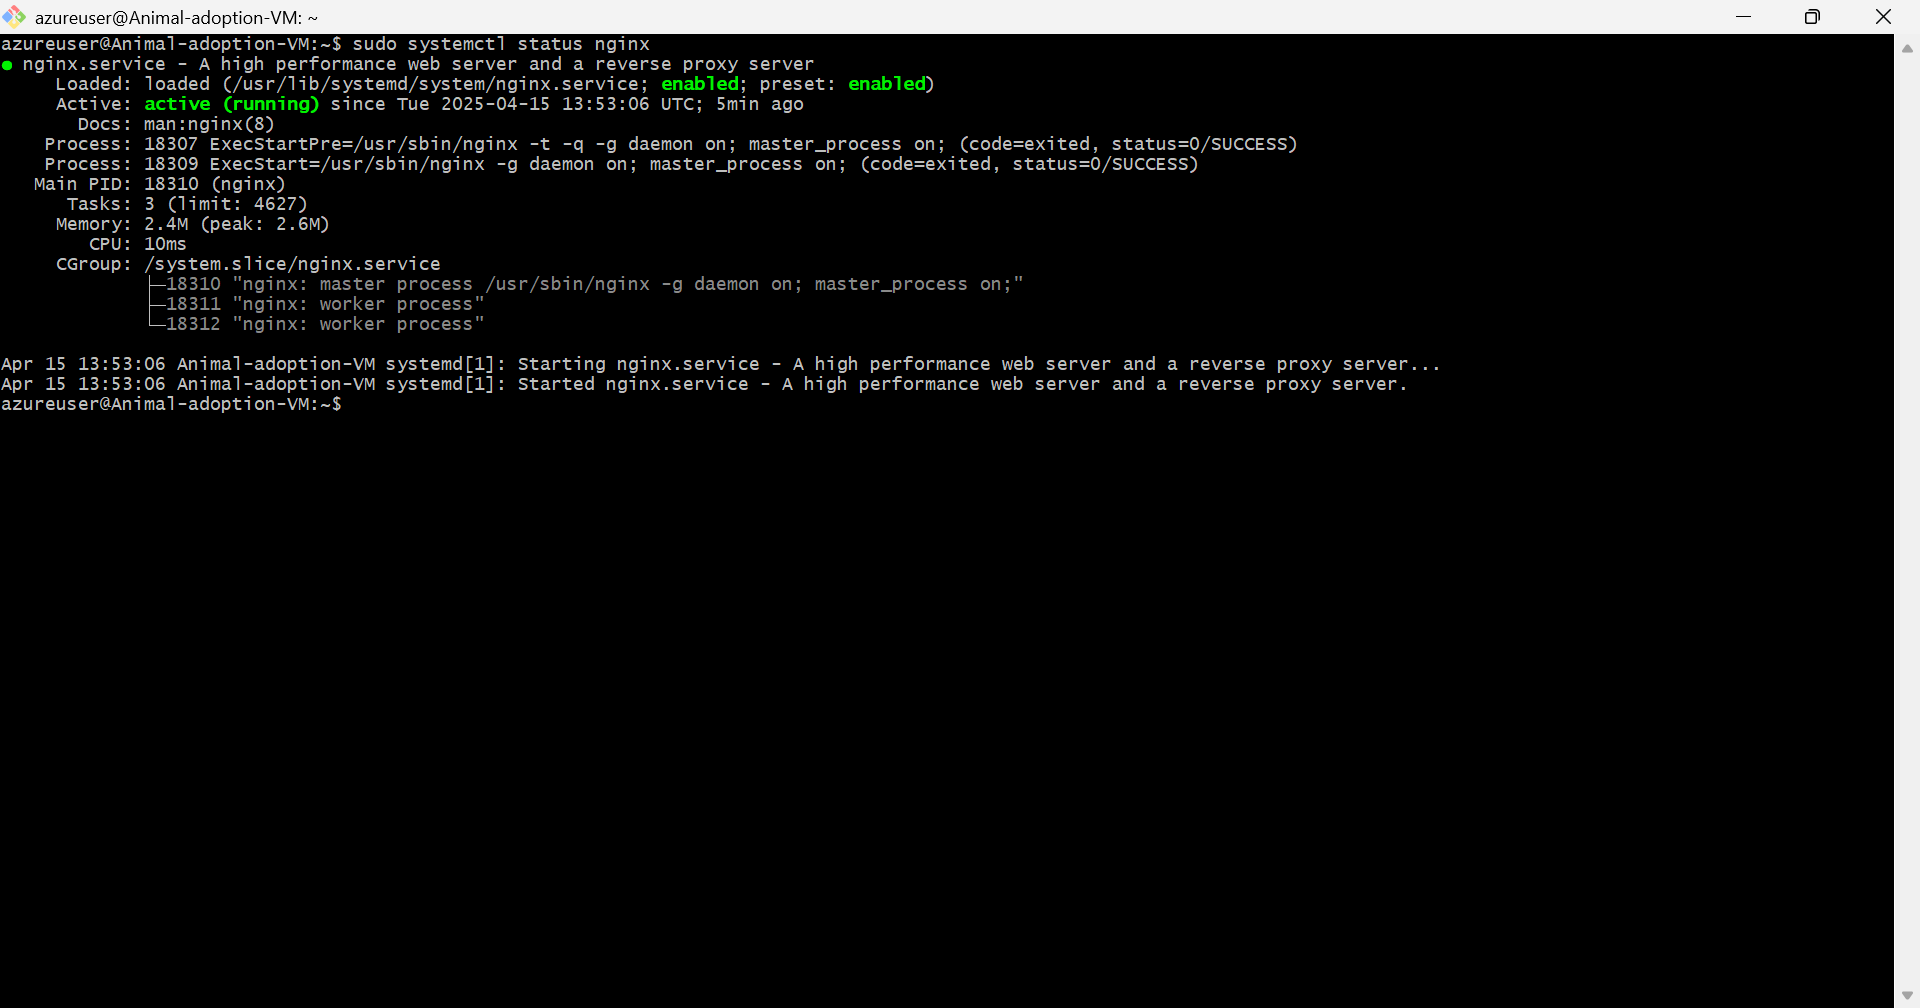 azureuser@Animal-adoption-VM: ~
azureuser@Animal-adoption-VM:~$ sudo systemctl status nginx
● nginx.service - A high performance web server and a reverse proxy server
     Loaded: loaded (/usr/lib/systemd/system/nginx.service; enabled; preset: enabled)
     Active: active (running) since Tue 2025-04-15 13:53:06 UTC; 5min ago
       Docs: man:nginx(8)
    Process: 18307 ExecStartPre=/usr/sbin/nginx -t -q -g daemon on; master_process on; (code=exited, status=0/SUCCESS)
    Process: 18309 ExecStart=/usr/sbin/nginx -g daemon on; master_process on; (code=exited, status=0/SUCCESS)
   Main PID: 18310 (nginx)
      Tasks: 3 (limit: 4627)
     Memory: 2.4M (peak: 2.6M)
        CPU: 10ms
     CGroup: /system.slice/nginx.service
             ├─18310 "nginx: master process /usr/sbin/nginx -g daemon on; master_process on;"
             ├─18311 "nginx: worker process"
             └─18312 "nginx: worker process"
Apr 15 13:53:06 Animal-adoption-VM systemd[1]: Starting nginx.service - A high performance web server and a reverse proxy server...
Apr 15 13:53:06 Animal-adoption-VM systemd[1]: Started nginx.service - A high performance web server and a reverse proxy server.
azureuser@Animal-adoption-VM:~$